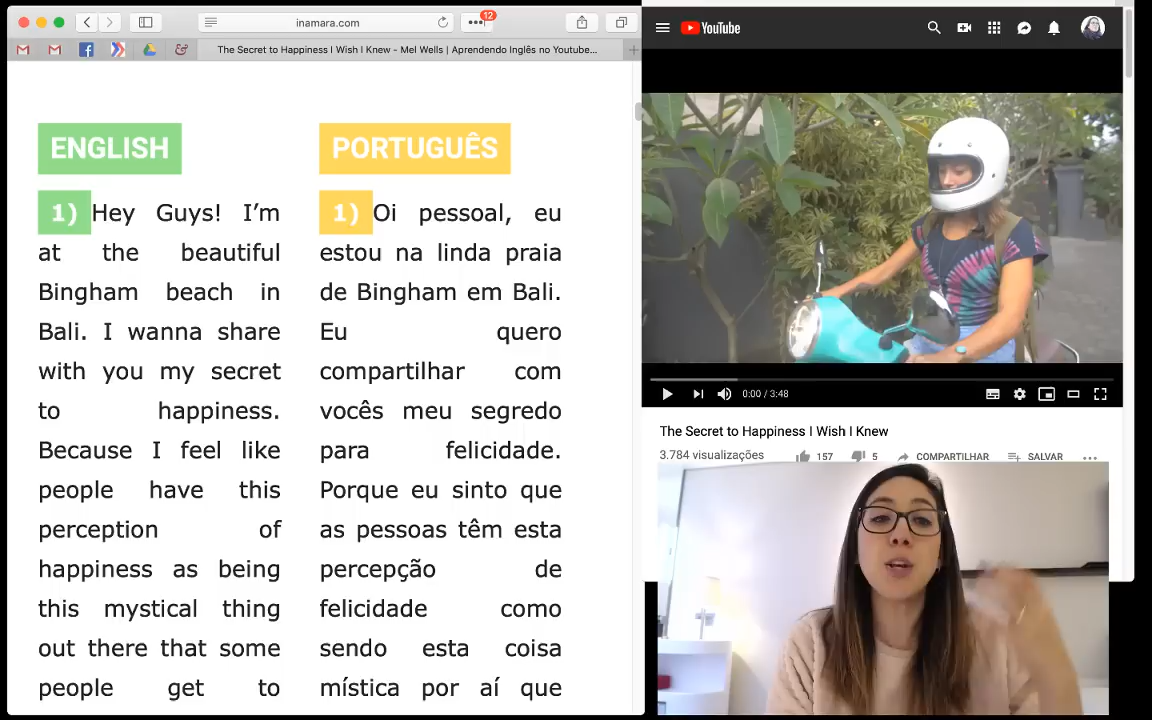 inamara.com
12
The Secret to Happiness I Wish I Knew - Mel Wells | Aprendendo Inglês no Youtube...
ENGLISH
1) Hey Guys! I’m
at the beautiful
Bingham beach in
Bali. I wanna share
with you my secret
to happiness.
Because I feel like
people have this
perception of
happiness as being
this mystical thing
out there that some
people get to
PORTUGUÊS
1) Oi pessoal, eu
estou na linda praia
de Bingham em Bali.
Eu quero
compartilhar com
vocês meu segredo
para felicidade.
Porque eu sinto que
as pessoas têm esta
percepção de
felicidade como
sendo esta coisa
mística por aí que
YouTube
0:00 / 3:48
The Secret to Happiness I Wish I Knew
3.784 visualizações
157
5
COMPARTILHAR
SALVAR